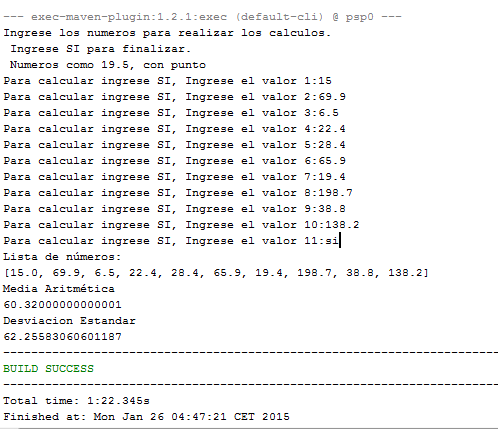 --- exec-maven-plugin:1.2.1:exec (default-cli) @ psp0 ---
Ingrese los numeros para realizar los calculos.
Ingrese SI para finalizar.
Numeros como 19.5, con punto
Para calcular ingrese SI, Ingrese el valor 1:15
Para calcular ingrese SI, Ingrese el valor 2:69.9
Para calcular ingrese SI, Ingrese el valor 3:6.5
Para calcular ingrese SI, Ingrese el valor 4:22.4
Para calcular ingrese SI, Ingrese el valor 5:28.4
Para calcular ingrese SI, Ingrese el valor 6:65.9
Para calcular ingrese SI, Ingrese el valor 7:19.4
Para calcular ingrese SI, Ingrese el valor 8:198.7
Para calcular ingrese SI, Ingrese el valor 9:38.8
Para calcular ingrese SI, Ingrese el valor 10:138.2
Para calcular ingrese SI, Ingrese el valor 11:si
Lista de números:
[15.0, 69.9, 6.5, 22.4, 28.4, 65.9, 19.4, 198.7, 38.8, 138.2]
Media Aritmética
60.32000000000001
Desviacion Estandar
62.25583060601187
------------------------------------------------------------------------
BUILD SUCCESS
------------------------------------------------------------------------
Total time: 1:22.345s
Finished at: Mon Jan 26 04:47:21 CET 2015